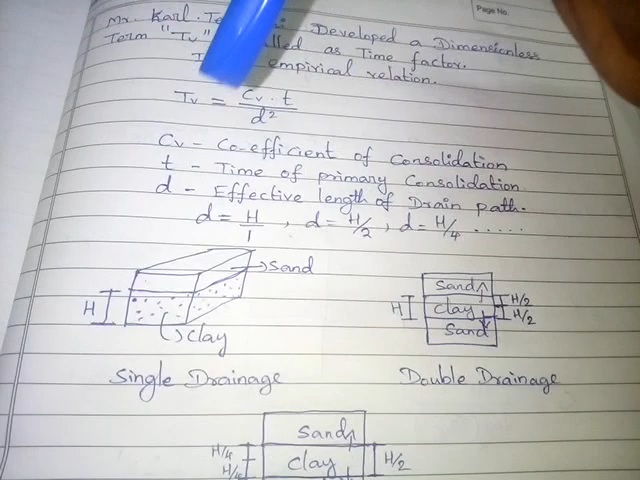 Page No.
Mr. Karl. Developed a Dimensionless
Term "Tv" as Time factor.
empirical relation.
Tv = Cv . t / d²
Cv - Co-efficient of Consolidation
t - Time of primary Consolidation
d - Effective length of Drain path.
d = H/1 , d = H/2 , d = H/4 .....
Sand
H
Clay
Single Drainage
Sand
H Clay H/2
H/2
Sand
Double Drainage
Sand
H/4
H/4 Clay H/2